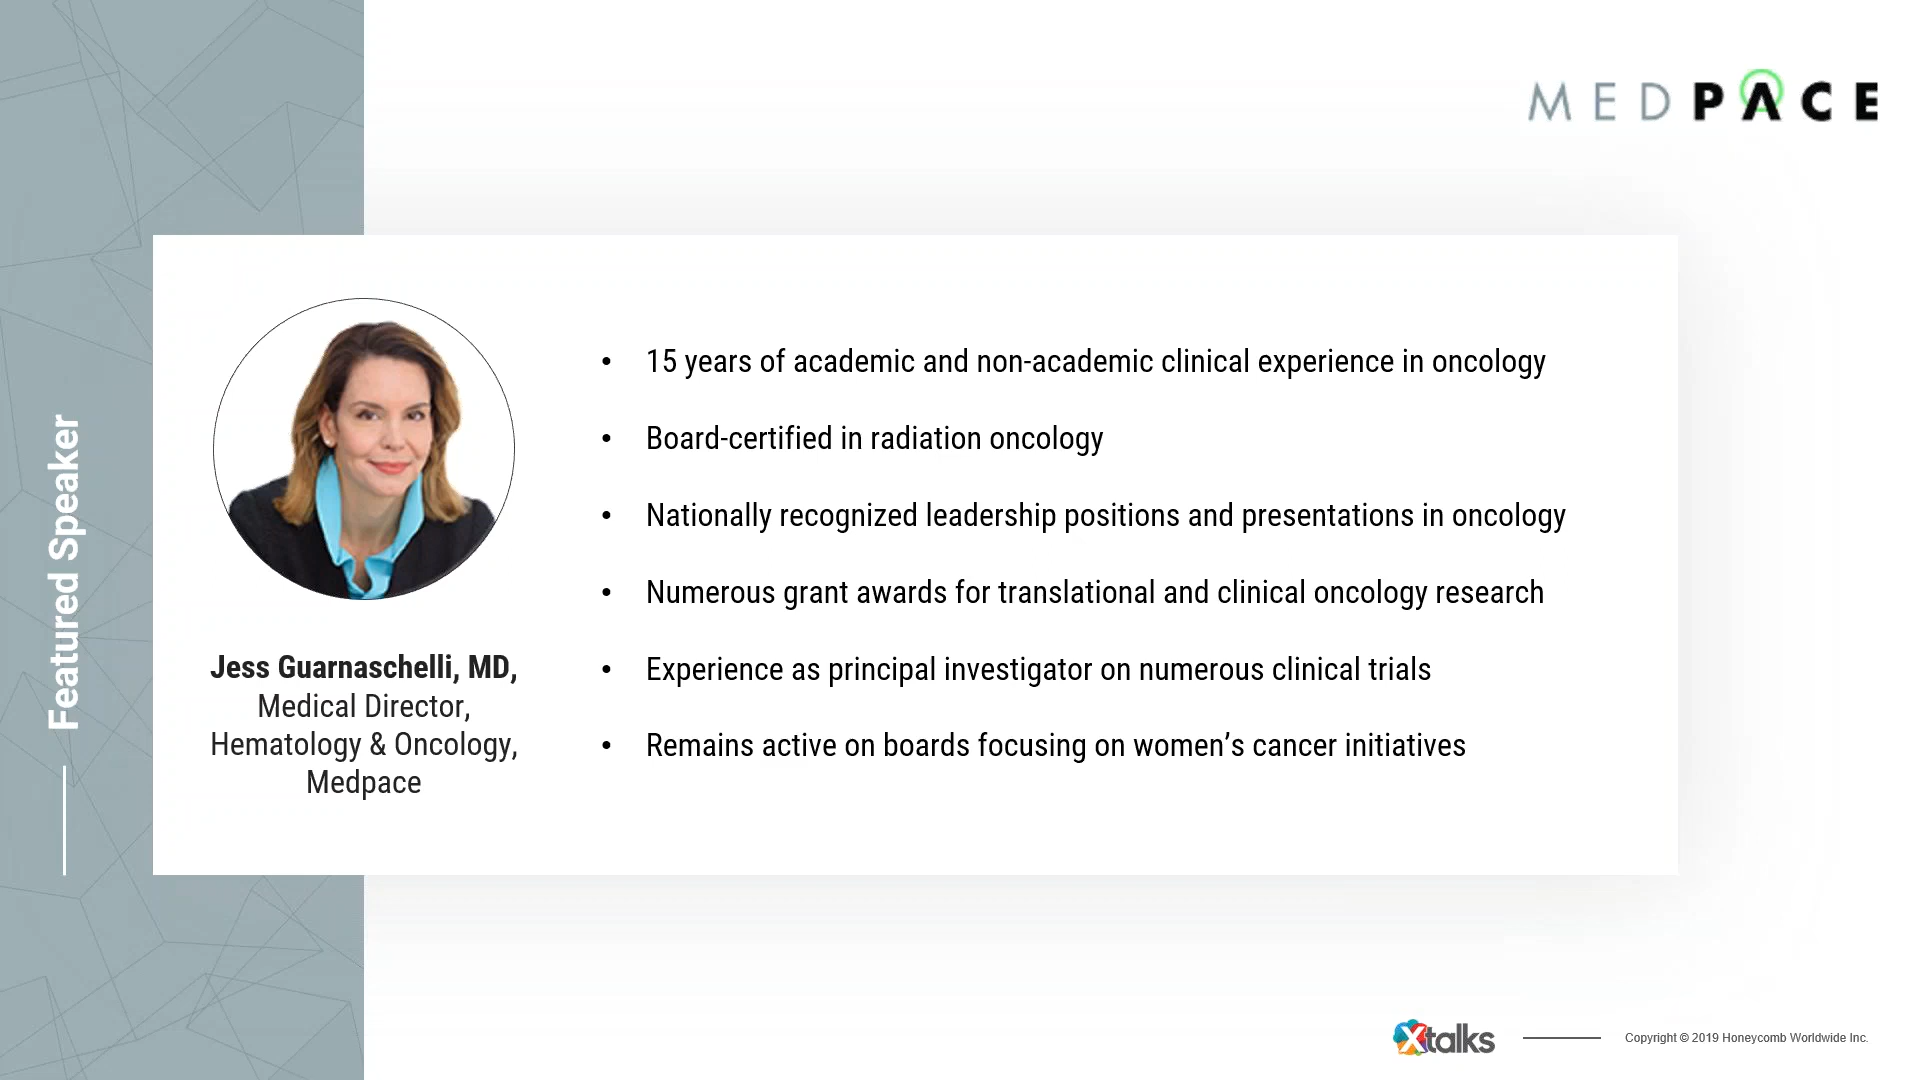 MEDPACE
Featured Speaker
Jess Guarnaschelli, MD,
Medical Director,
Hematology & Oncology,
Medpace
• 15 years of academic and non-academic clinical experience in oncology
• Board-certified in radiation oncology
• Nationally recognized leadership positions and presentations in oncology
• Numerous grant awards for translational and clinical oncology research
• Experience as principal investigator on numerous clinical trials
• Remains active on boards focusing on women’s cancer initiatives
Xtalks
Copyright © 2019 Honeycomb Worldwide Inc.